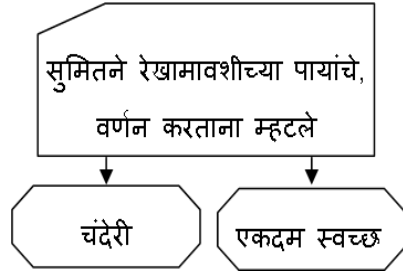 सुमितने रेखामावशीच्या पायांचे,
वर्णन करताना म्हटले
चंदेरी
एकदम स्वच्छ